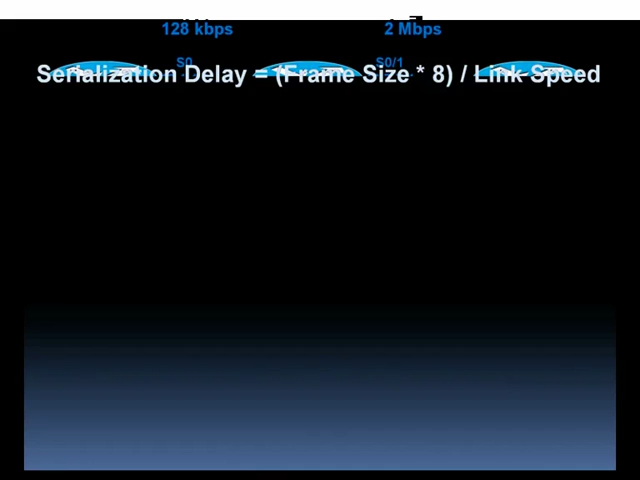 128 kbps 2 Mbps
S0 S0/1
Serialization Delay = (Frame Size * 8) / Link Speed